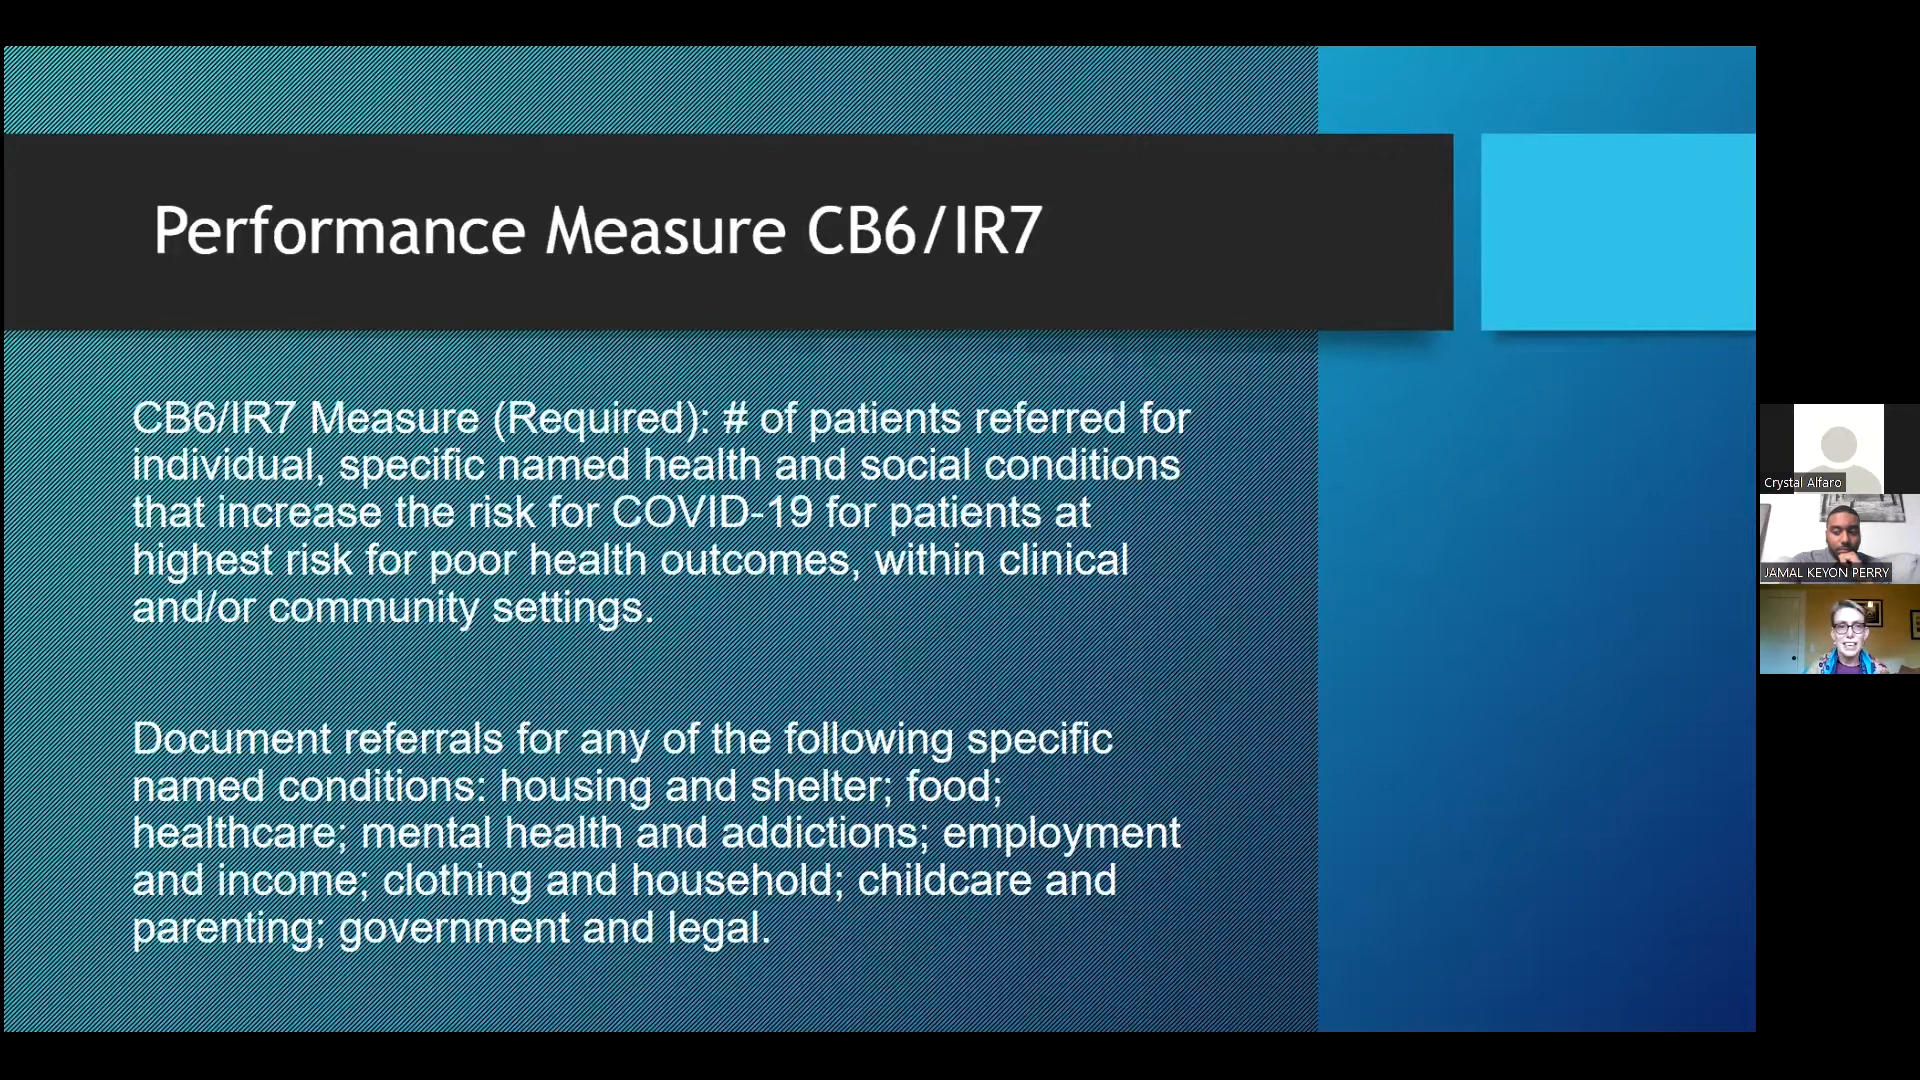 Performance Measure CB6/IR7
CB6/IR7 Measure (Required): # of patients referred for
individual, specific named health and social conditions
that increase the risk for COVID-19 for patients at
highest risk for poor health outcomes, within clinical
and/or community settings.
Document referrals for any of the following specific
named conditions: housing and shelter; food;
healthcare; mental health and addictions; employment
and income; clothing and household; childcare and
parenting; government and legal.
Crystal Alfaro
JAMAL KEYON PERRY